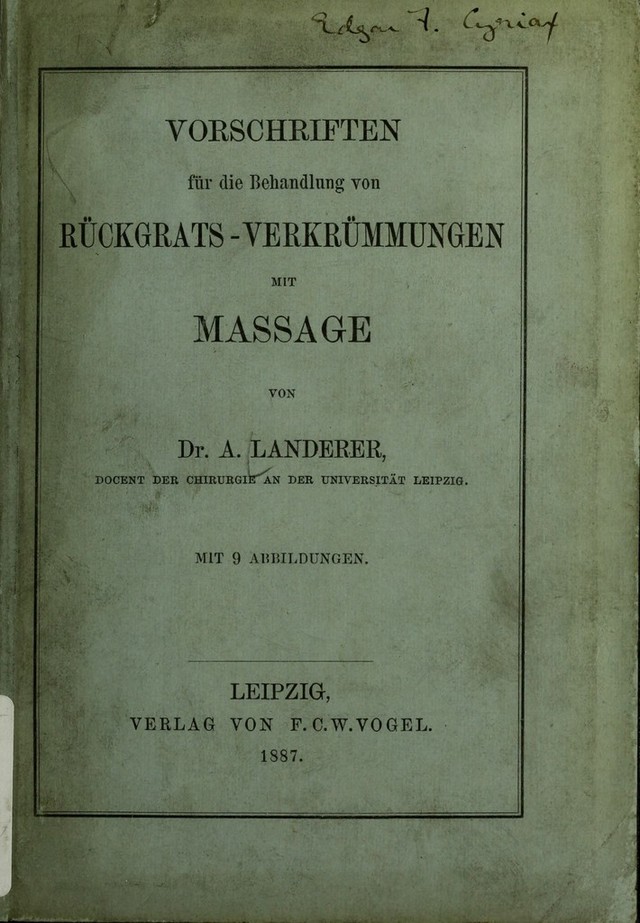 Edgar F. Cyriax
VORSCHRIFTEN
für die Behandlung von
RÜCKGRATS-VERKRÜMMUNGEN
MIT
MASSAGE
VON
Dr. A. LANDERER,
DOCENT DER CHIRURGIE AN DER UNIVERSITÄT LEIPZIG.
MIT 9 ABBILDUNGEN.
LEIPZIG,
VERLAG VON F. C. W. VOGEL.
1887.